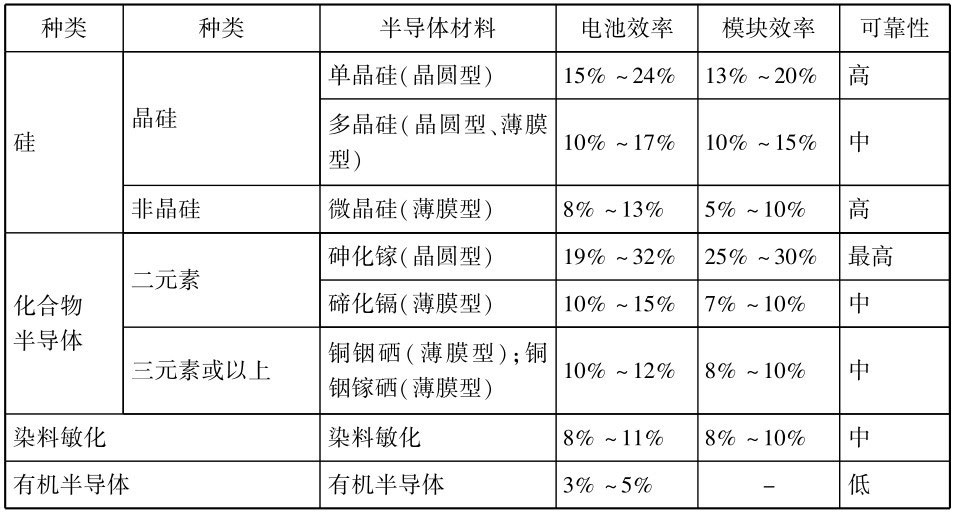 种类 种类 半导体材料 电池效率 模块效率 可靠性
硅 晶硅 单晶硅(晶圆型) 15% ~24% 13% ~20% 高
多晶硅(晶圆型、薄膜
型) 10% ~17% 10% ~15% 中
非晶硅 微晶硅(薄膜型) 8% ~13% 5% ~10% 高
化合物
半导体 二元素 砷化镓(晶圆型) 19% ~32% 25% ~30% 最高
碲化镉(薄膜型) 10% ~15% 7% ~10% 中
三元素或以上 铜铟硒(薄膜型);铜
铟镓硒(薄膜型) 10% ~12% 8% ~10% 中
染料敏化 染料敏化 8% ~11% 8% ~10% 中
有机半导体 有机半导体 3% ~5% - 低